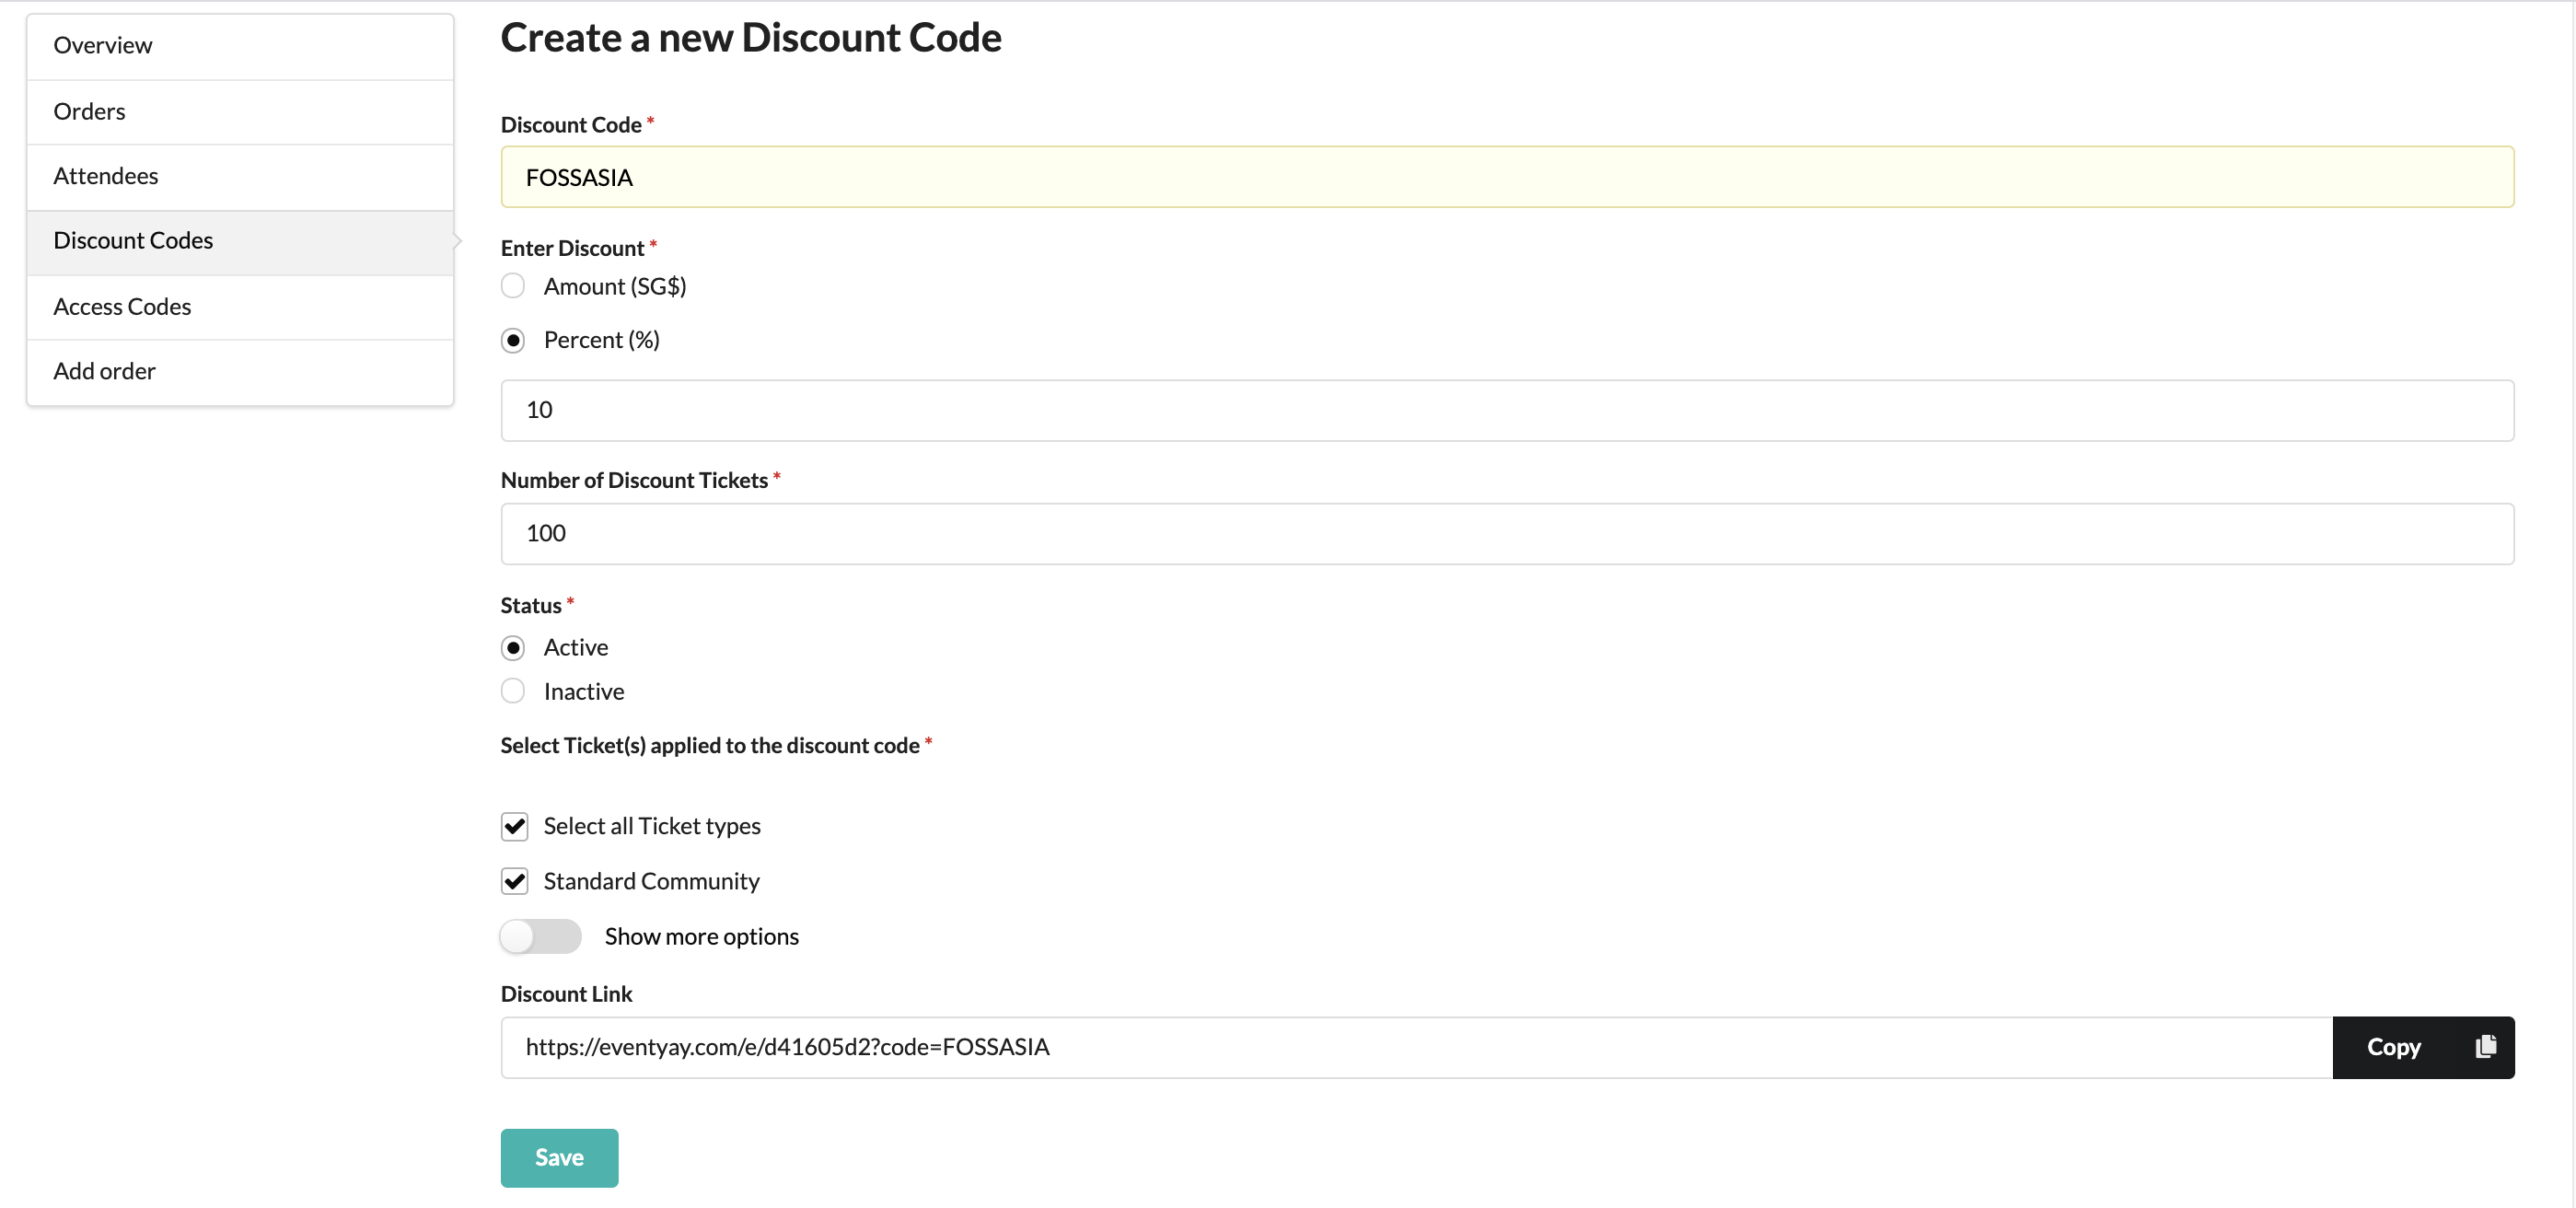 Overview
Orders
Attendees
Discount Codes
Access Codes
Add order
Create a new Discount Code
Discount Code *
FOSSASIA
Enter Discount *
Amount (SG$)
Percent (%)
10
Number of Discount Tickets *
100
Status *
Active
Inactive
Select Ticket(s) applied to the discount code *
Select all Ticket types
Standard Community
Show more options
Discount Link
https://eventyay.com/e/d41605d2?code=FOSSASIA
Copy
Save